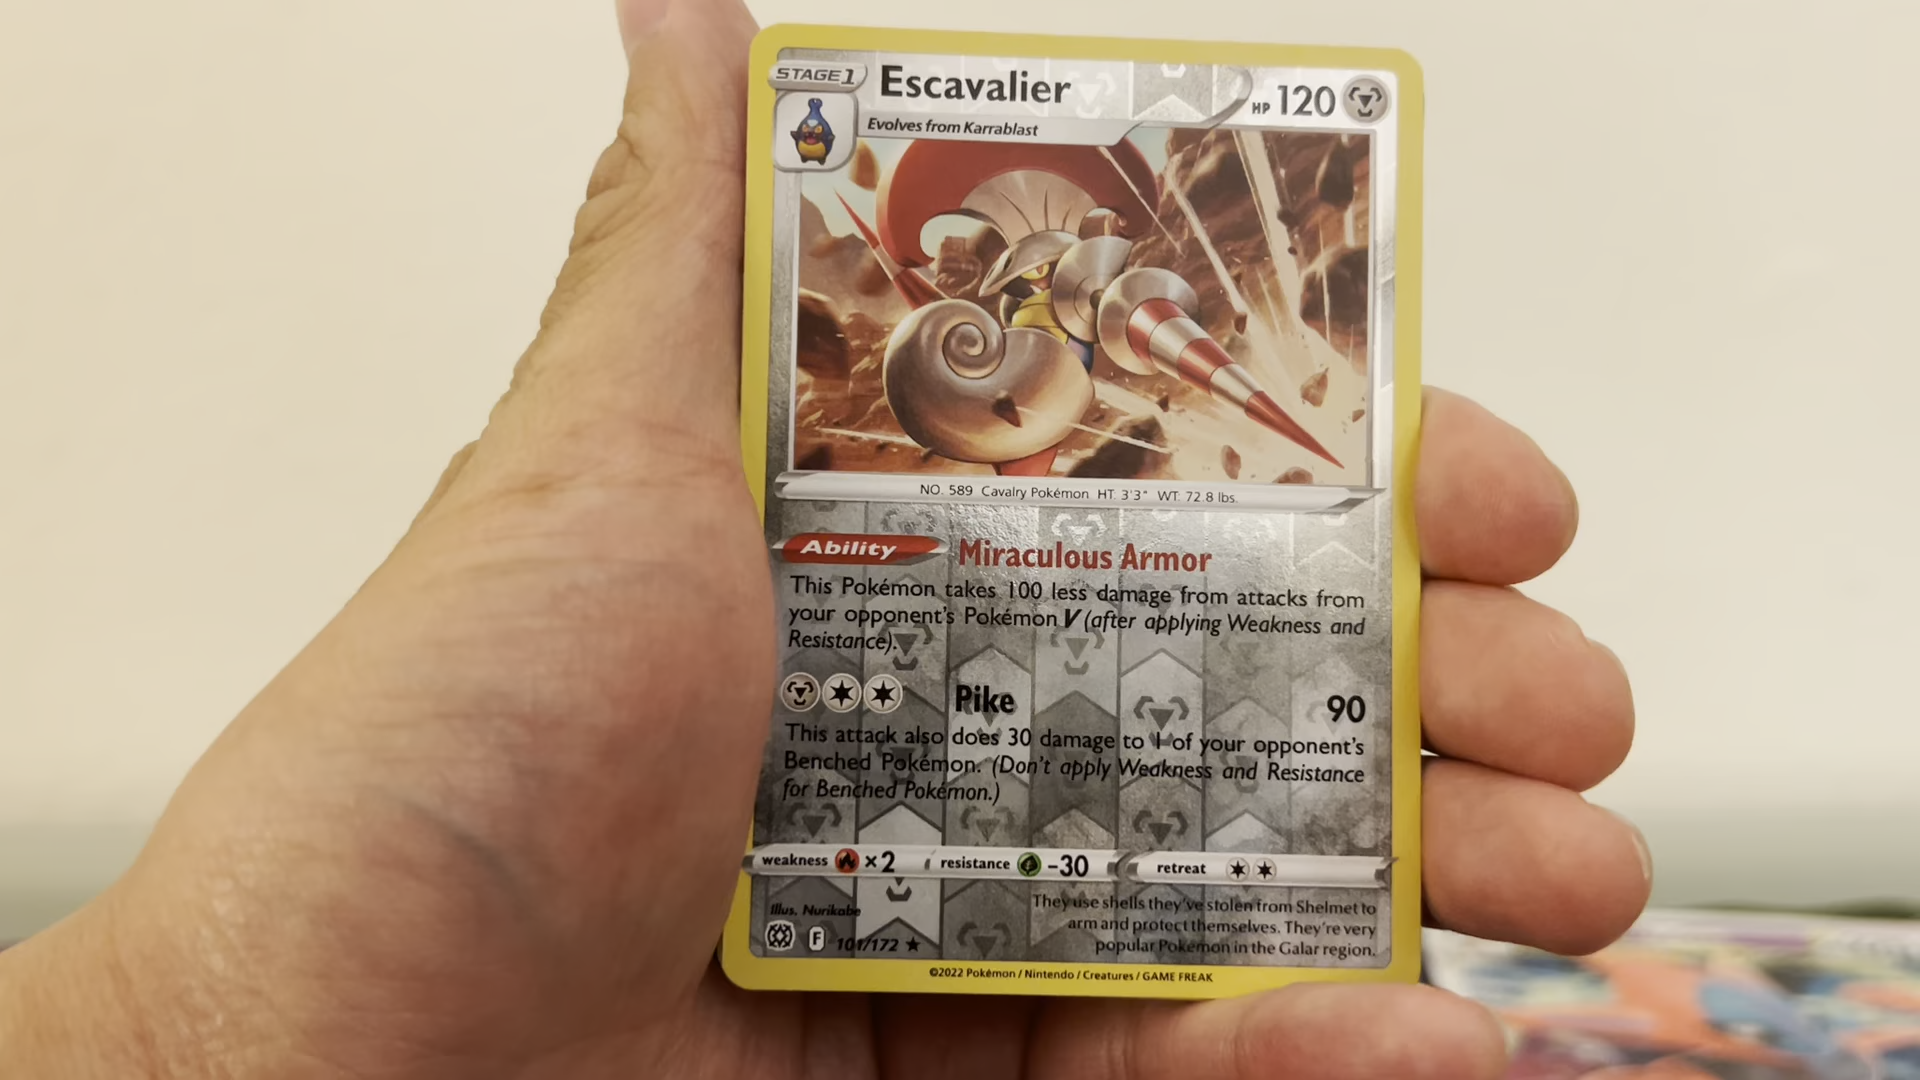 STAGE 1
Escavalier
HP 120
Evolves from Karrablast
NO. 589 Cavalry Pokémon HT: 3'3" WT: 72.8 lbs.
Ability Miraculous Armor
This Pokémon takes 100 less damage from attacks from
your opponent's Pokémon V (after applying Weakness and
Resistance).
Pike 90
This attack also does 30 damage to 1 of your opponent's
Benched Pokémon. (Don't apply Weakness and Resistance
for Benched Pokémon.)
weakness ×2 resistance -30 retreat
Illus. Nurikabe
F 101/172 ★
They use shells they've stolen from Shelmet to
arm and protect themselves. They're very
popular Pokémon in the Galar region.
©2022 Pokémon / Nintendo / Creatures / GAME FREAK